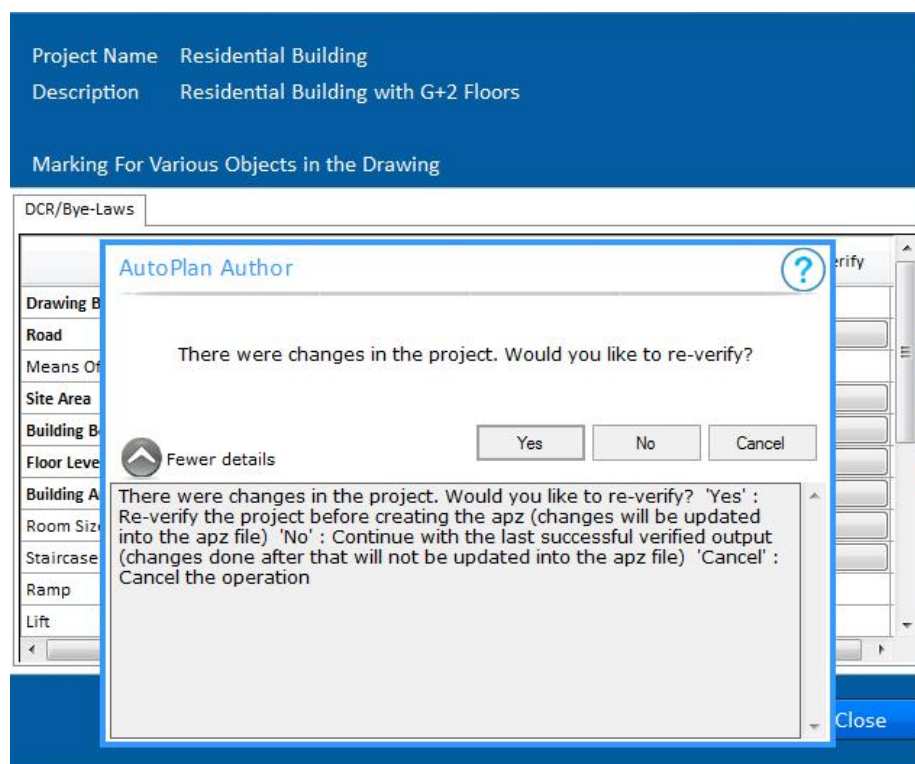 Project Name Residential Building
Description Residential Building with G+2 Floors
Marking For Various Objects in the Drawing
DCR/Bye-Laws
AutoPlan Author
?
Drawing
Road
Means
Site Area
Building
Floor
Building
Room
Staircase
Ramp
Lift
There were changes in the project. Would you like to re-verify?
Yes No Cancel
Fewer details
There were changes in the project. Would you like to re-verify? 'Yes' :
Re-verify the project before creating the apz (changes will be updated
into the apz file) 'No' : Continue with the last successful verified output
(changes done after that will not be updated into the apz file) 'Cancel' :
Cancel the operation
Close